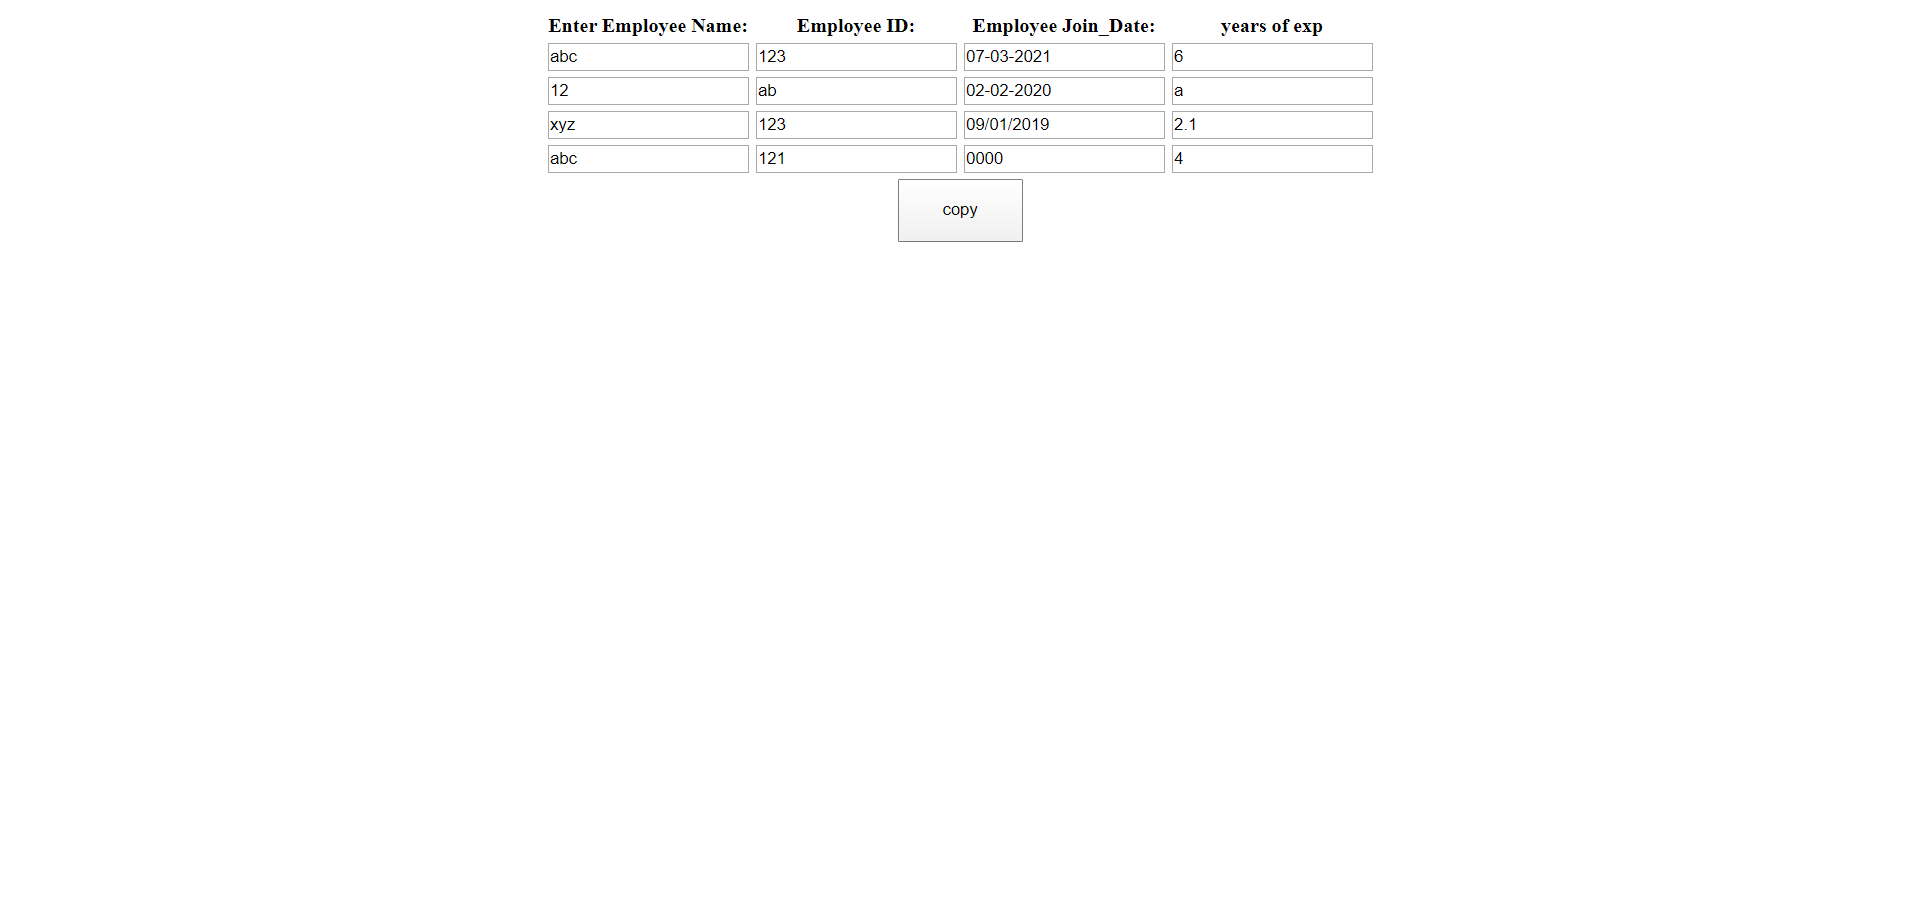 Enter Employee Name: Employee ID: Employee Join_Date: years of exp
abc 123 07-03-2021 6
12 ab 02-02-2020 a
xyz 123 09/01/2019 2.1
abc 121 0000 4
copy